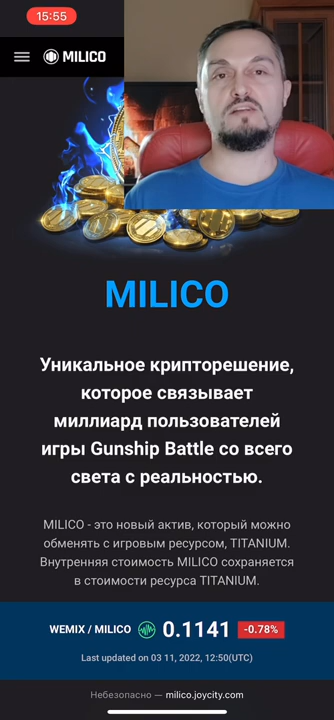 15:55
MILICO
MILICO
Уникальное крипторешение,
которое связывает
миллиард пользователей
игры Gunship Battle со всего
света с реальностью.
MILICO - это новый актив, который можно
обменять с игровым ресурсом, TITANIUM.
Внутренняя стоимость MILICO сохраняется
в стоимости ресурса TITANIUM.
WEMIX / MILICO 0.1141 -0.78%
Last updated on 03 11, 2022, 12:50(UTC)
Небезопасно — milico.joycity.com